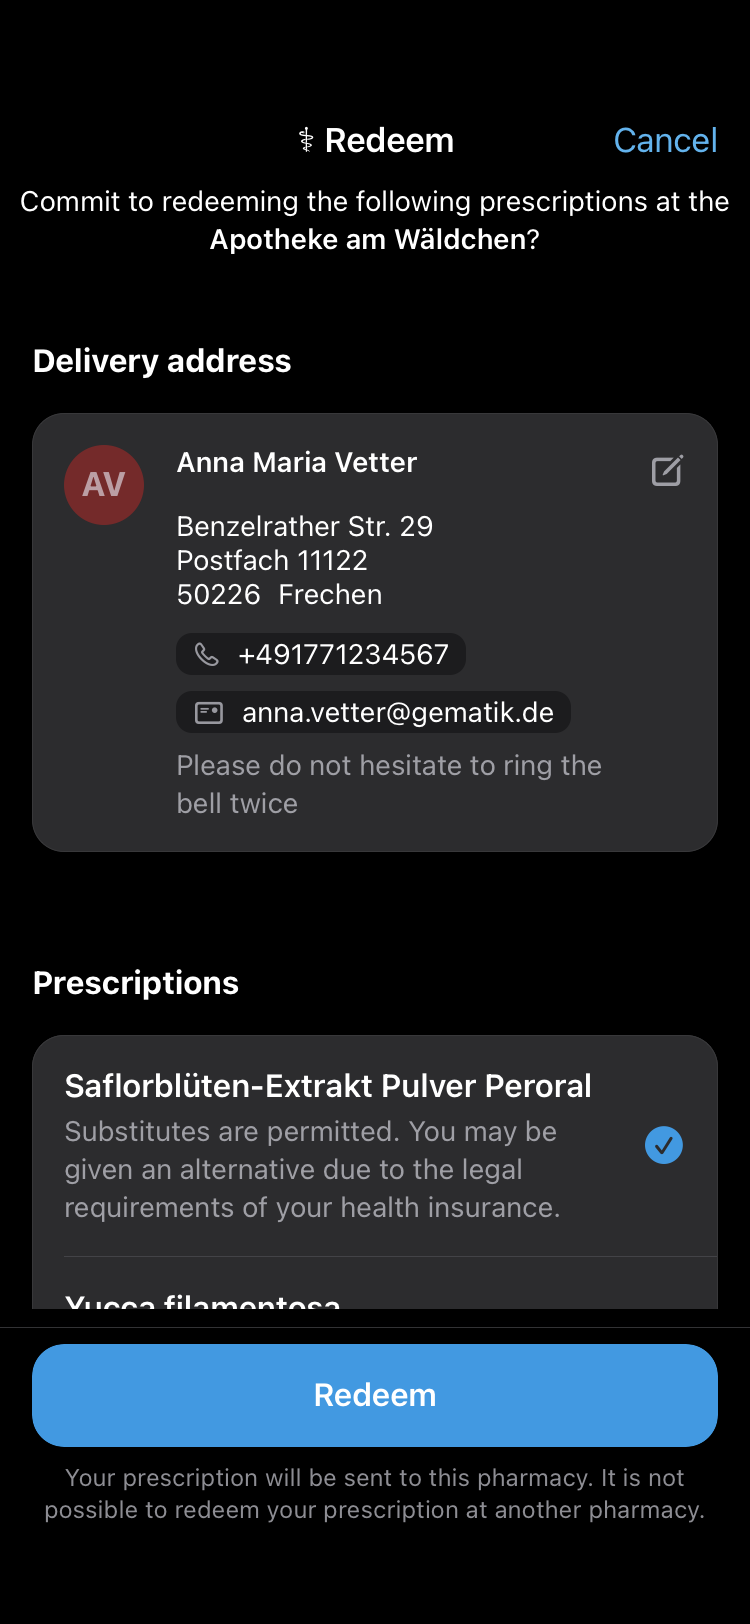 ⚕ Redeem
Cancel
Commit to redeeming the following prescriptions at the
Apotheke am Wäldchen?
Delivery address
AV
Anna Maria Vetter
Benzelrather Str. 29
Postfach 11122
50226 Frechen
+491771234567
anna.vetter@gematik.de
Please do not hesitate to ring the
bell twice
Prescriptions
Saflorblüten-Extrakt Pulver Peroral
Substitutes are permitted. You may be
given an alternative due to the legal
requirements of your health insurance.
Yucca filamentosa
Redeem
Your prescription will be sent to this pharmacy. It is not
possible to redeem your prescription at another pharmacy.